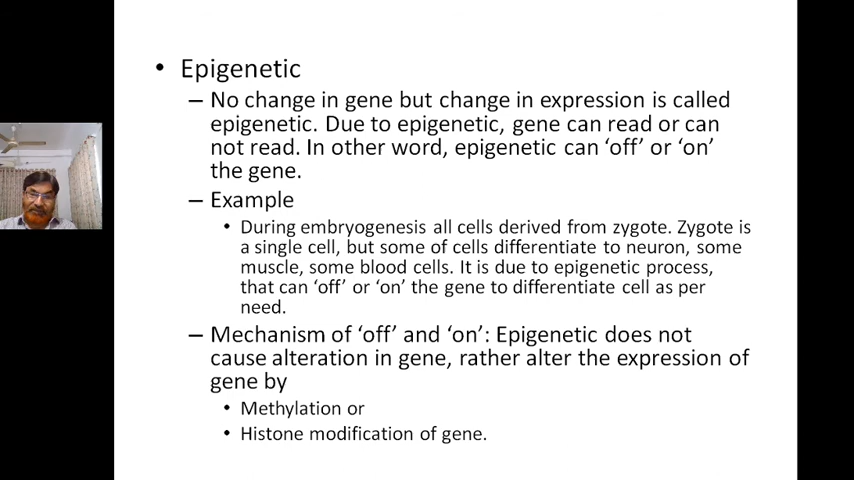 • Epigenetic
– No change in gene but change in expression is called
epigenetic. Due to epigenetic, gene can read or can
not read. In other word, epigenetic can ‘off’ or ‘on’
the gene.
– Example
• During embryogenesis all cells derived from zygote. Zygote is
a single cell, but some of cells differentiate to neuron, some
muscle, some blood cells. It is due to epigenetic process,
that can ‘off’ or ‘on’ the gene to differentiate cell as per
need.
– Mechanism of ‘off’ and ‘on’: Epigenetic does not
cause alteration in gene, rather alter the expression of
gene by
• Methylation or
• Histone modification of gene.